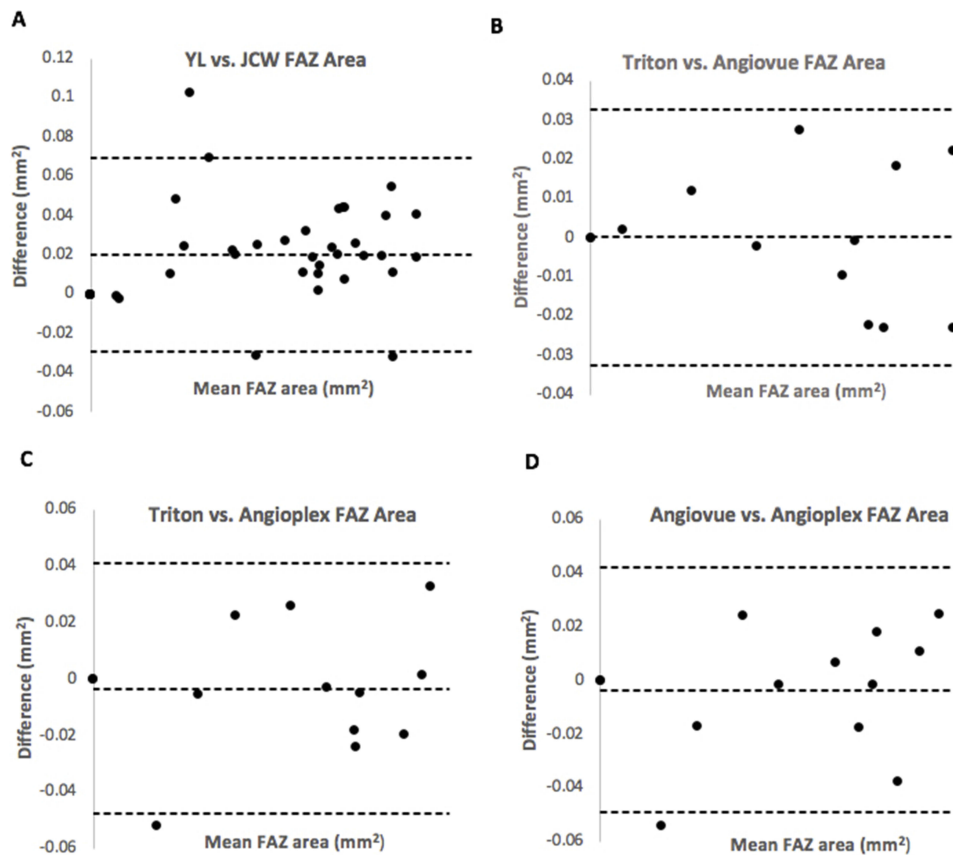 A
YL vs. JCW FAZ Area
0.12
0.1
0.08
0.06
0.04
0.02
0
-0.02
-0.04
-0.06
Difference (mm²)
Mean FAZ area (mm²)
B
Triton vs. Angiovue FAZ Area
0.04
0.03
0.02
0.01
0
-0.01
-0.02
-0.03
-0.04
Difference (mm²)
Mean FAZ area (mm²)
C
Triton vs. Angioplex FAZ Area
0.06
0.04
0.02
0
-0.02
-0.04
-0.06
Difference (mm²)
Mean FAZ area (mm²)
D
Angiovue vs. Angioplex FAZ Area
0.06
0.04
0.02
0
-0.02
-0.04
-0.06
Difference (mm²)
Mean FAZ area (mm²)